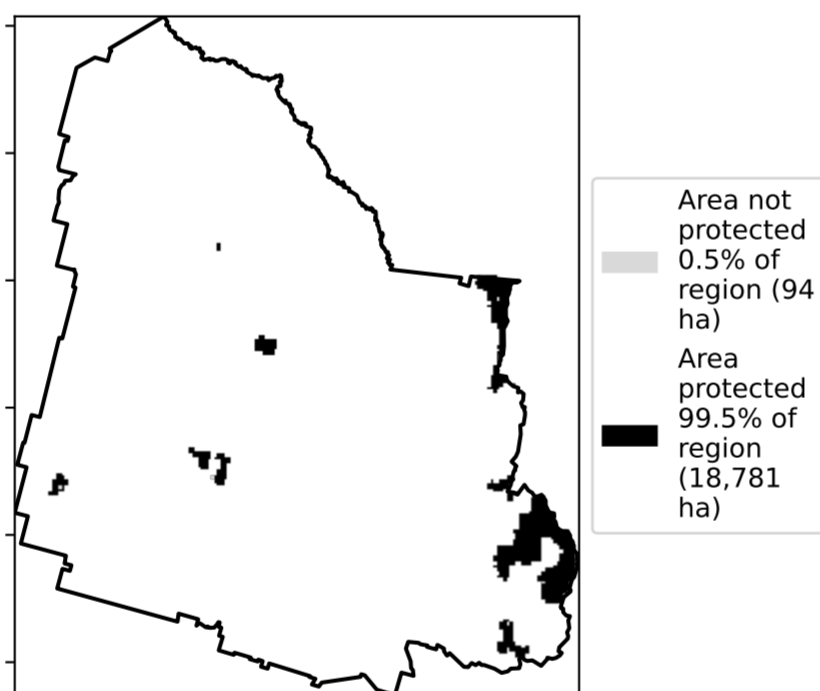 Area not
protected
0.5% of
region (94
ha)
Area
protected
99.5% of
region
(18,781
ha)